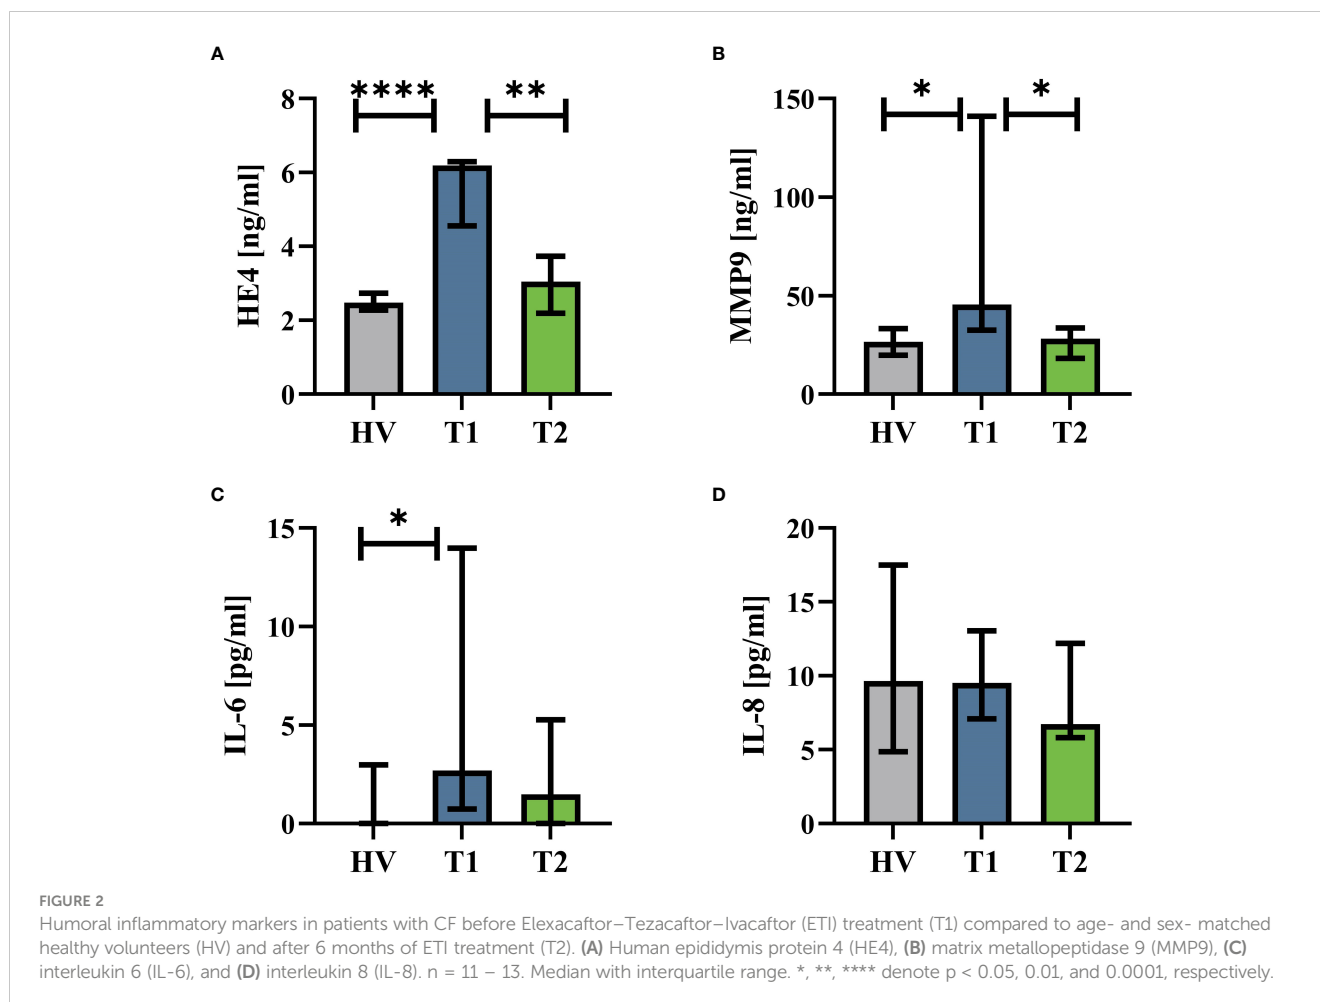 A
****
**
8
6
4
2
0
HE4 [ng/ml]
HV T1 T2
B
*
*
150
100
50
0
MMP9 [ng/ml]
HV T1 T2
C
*
15
10
5
0
IL-6 [pg/ml]
HV T1 T2
D
20
15
10
5
0
IL-8 [pg/ml]
HV T1 T2
FIGURE 2
Humoral inflammatory markers in patients with CF before Elexacaftor–Tezacaftor–Ivacaftor (ETI) treatment (T1) compared to age- and sex- matched
healthy volunteers (HV) and after 6 months of ETI treatment (T2). (A) Human epididymis protein 4 (HE4), (B) matrix metallopeptidase 9 (MMP9), (C)
interleukin 6 (IL-6), and (D) interleukin 8 (IL-8). n = 11 – 13. Median with interquartile range. *, **, **** denote p < 0.05, 0.01, and 0.0001, respectively.